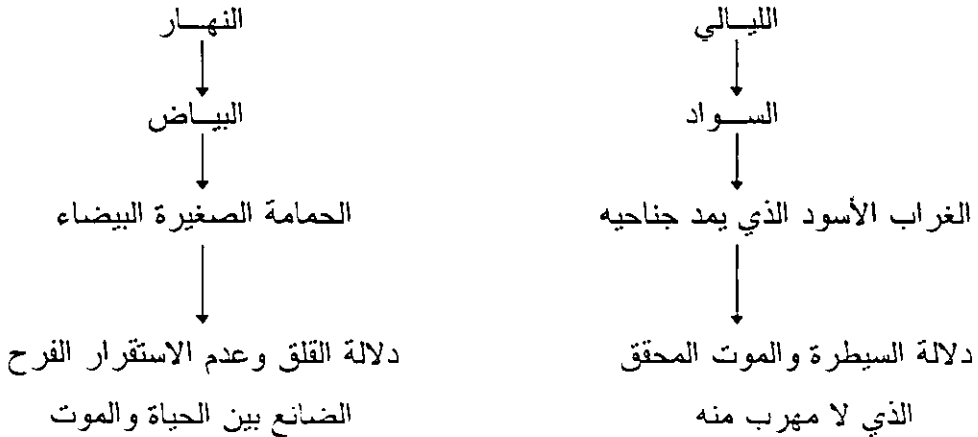 الليالي
النهار
السواد
البياض
الغراب الأسود الذي يمد جناحيه
الحمامة الصغيرة البيضاء
دلالة السيطرة والموت المحقق
الذي لا مهرب منه
دلالة القلق وعدم الاستقرار الفرح
الضائع بين الحياة والموت